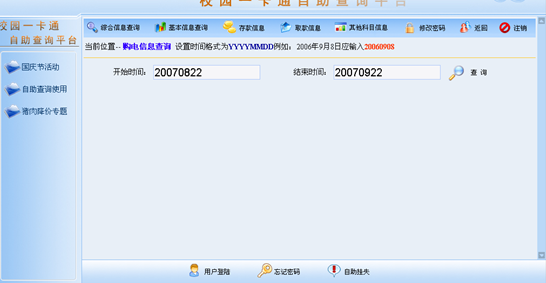 校园一卡通自助查询平台
校园一卡通
自助查询平台
国庆节活动
自助查询使用
猪肉降价专题
综合信息查询 基本信息查询 存款信息 取款信息 其他科目信息 修改密码 返回 注销
当前位置-- 购电信息查询 设置时间格式为YYYYMMDD例如：2006年9月8日应输入20060908
开始时间： 20070822 结束时间： 20070922 查 询
用户登陆 忘记密码 自助挂失